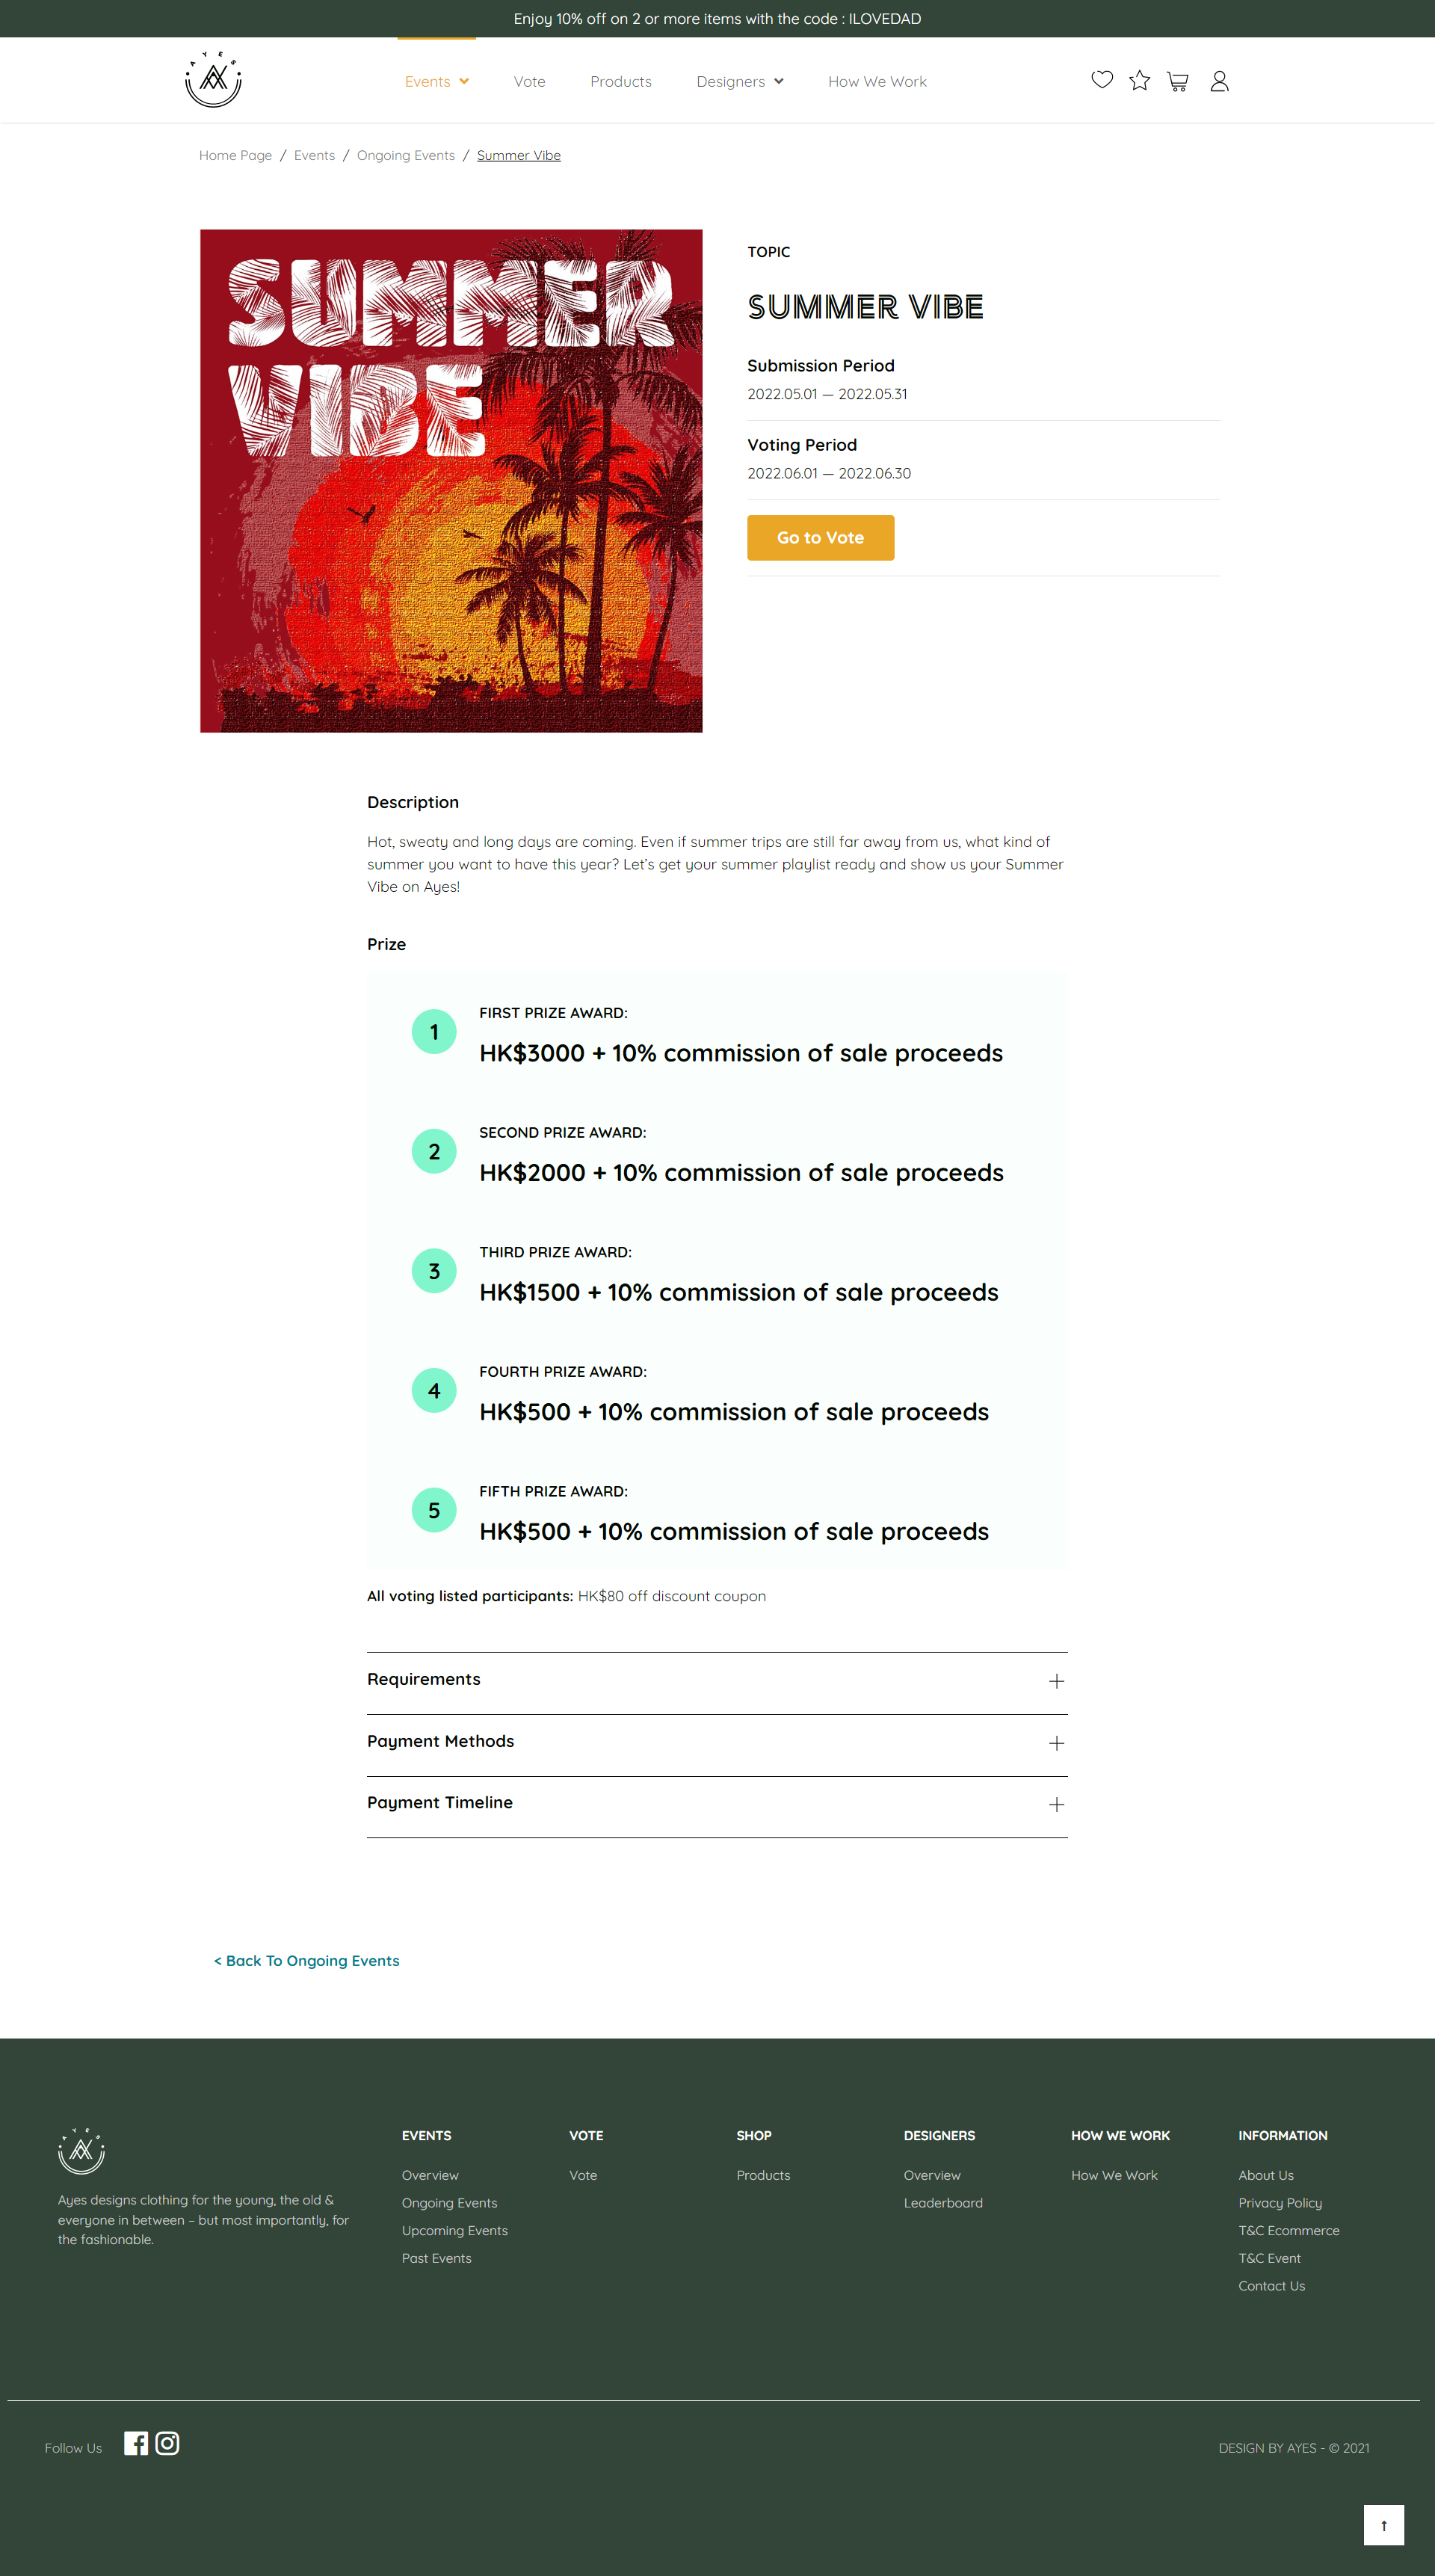 Enjoy 10% off on 2 or more items with the code : ILOVEDAD
AYES
Events Vote Products Designers How We Work
Home Page / Events / Ongoing Events / Summer Vibe
SUMMER
VIBE
TOPIC
SUMMER VIBE
Submission Period
2022.05.01 — 2022.05.31
Voting Period
2022.06.01 — 2022.06.30
Go to Vote
Description
Hot, sweaty and long days are coming. Even if summer trips are still far away from us, what kind of
summer you want to have this year? Let's get your summer playlist ready and show us your Summer
Vibe on Ayes!
Prize
1
FIRST PRIZE AWARD:
HK$3000 + 10% commission of sale proceeds
2
SECOND PRIZE AWARD:
HK$2000 + 10% commission of sale proceeds
3
THIRD PRIZE AWARD:
HK$1500 + 10% commission of sale proceeds
4
FOURTH PRIZE AWARD:
HK$500 + 10% commission of sale proceeds
5
FIFTH PRIZE AWARD:
HK$500 + 10% commission of sale proceeds
All voting listed participants: HK$80 off discount coupon
Requirements
Payment Methods
Payment Timeline
< Back To Ongoing Events
AYES
Ayes designs clothing for the young, the old &
everyone in between – but most importantly, for
the fashionable.
EVENTS
Overview
Ongoing Events
Upcoming Events
Past Events
VOTE
Vote
SHOP
Products
DESIGNERS
Overview
Leaderboard
HOW WE WORK
How We Work
INFORMATION
About Us
Privacy Policy
T&C Ecommerce
T&C Event
Contact Us
Follow Us
DESIGN BY AYES - © 2021